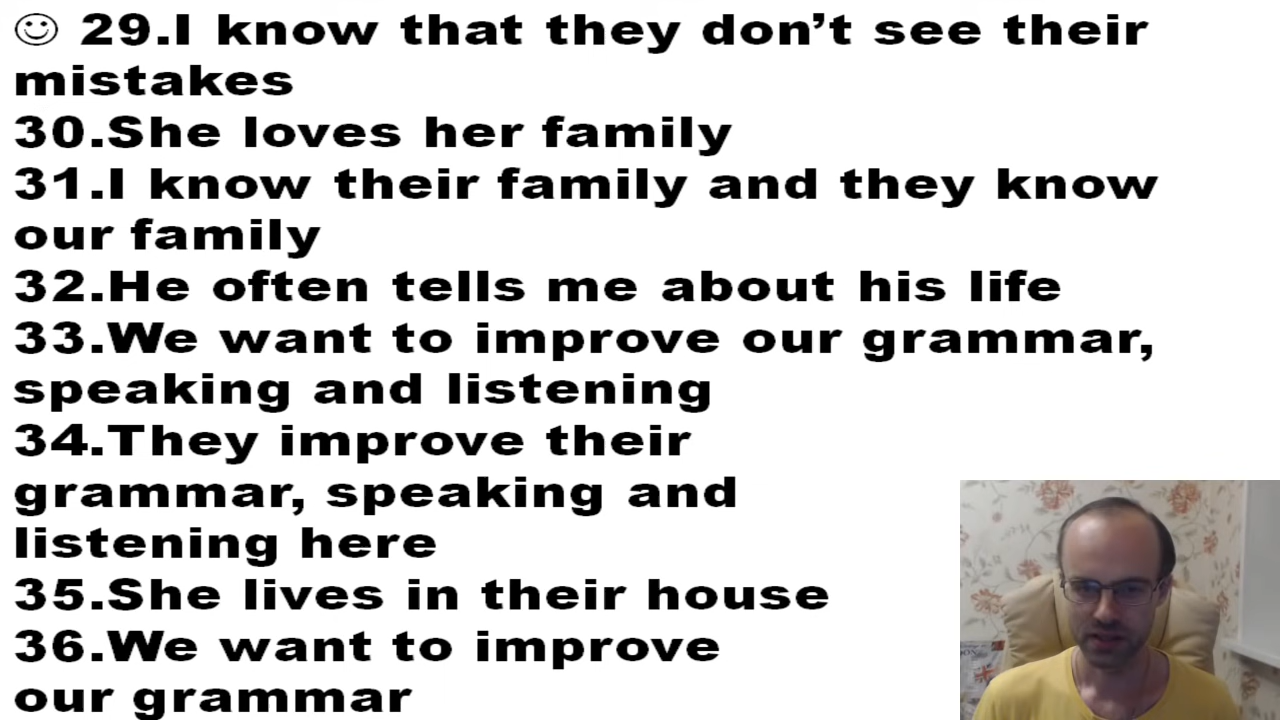 ☺ 29.I know that they don’t see their
mistakes
30.She loves her family
31.I know their family and they know
our family
32.He often tells me about his life
33.We want to improve our grammar,
speaking and listening
34.They improve their
grammar, speaking and
listening here
35.She lives in their house
36.We want to improve
our grammar